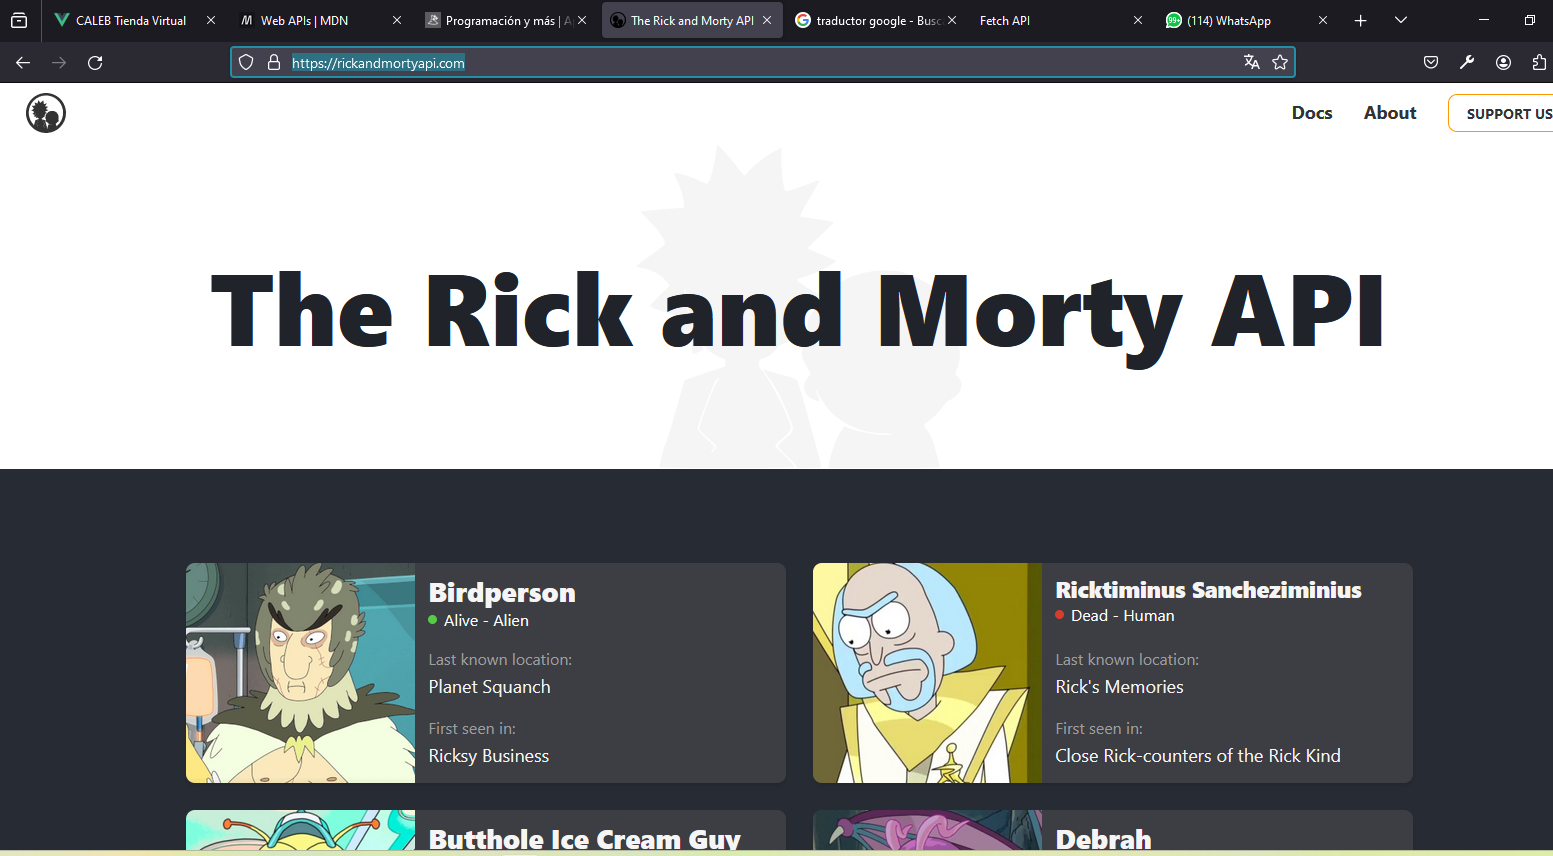 CALEB Tienda Virtual
Web APIs | MDN
Programación y más | A
The Rick and Morty API
traductor google - Busc
Fetch API
99+
(114) WhatsApp
https://rickandmortyapi.com
Docs
About
SUPPORT US
The Rick and Morty API
Birdperson
Alive - Alien
Last known location:
Planet Squanch
First seen in:
Ricksy Business
Ricktiminus Sancheziminius
Dead - Human
Last known location:
Rick's Memories
First seen in:
Close Rick-counters of the Rick Kind
Butthole Ice Cream Guy
Debrah